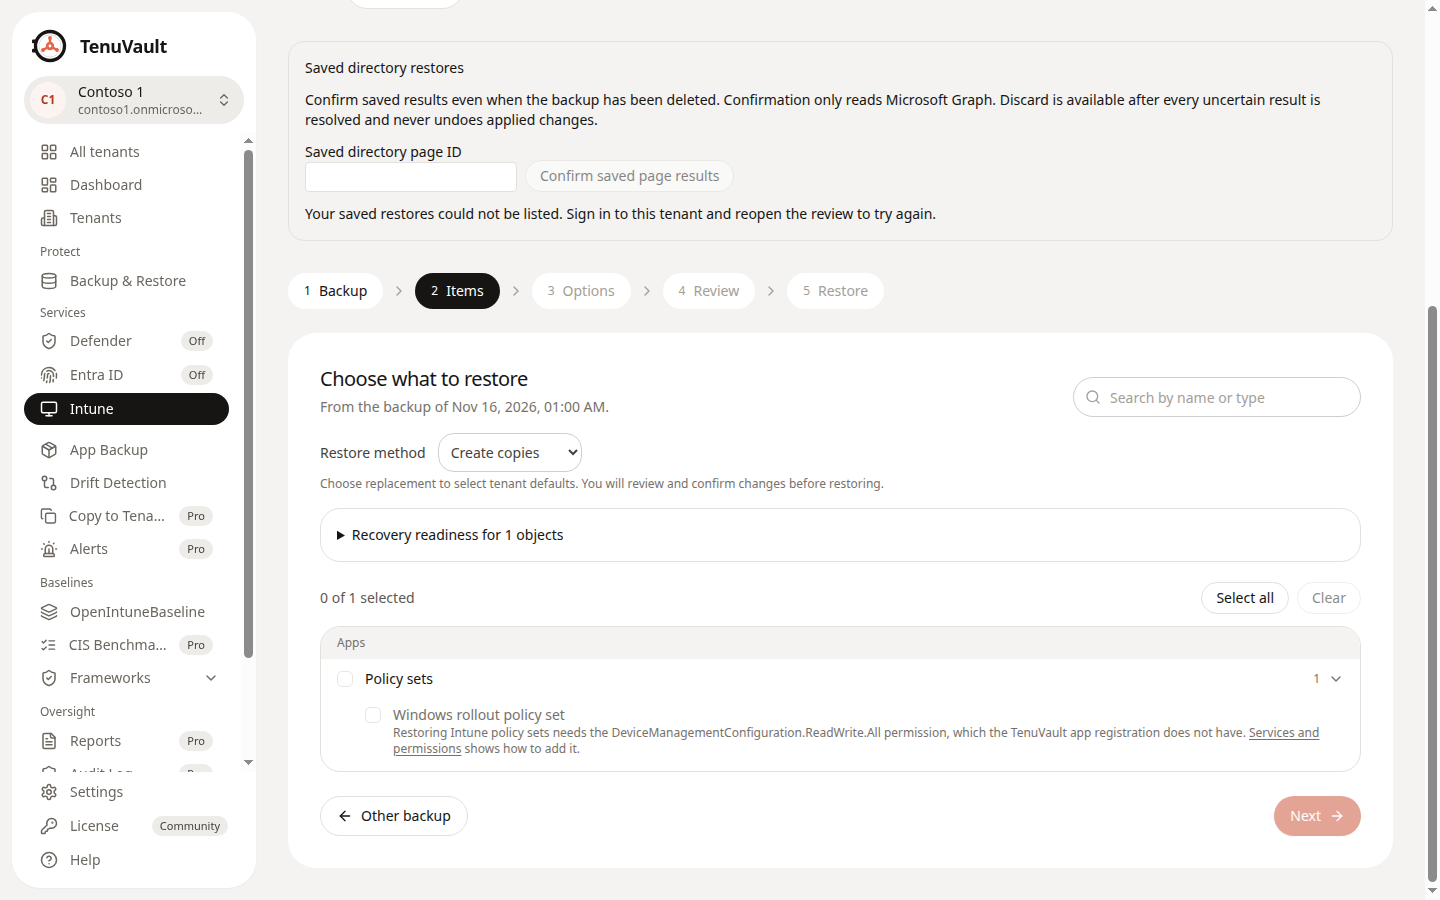 TenuVault
C1
Contoso 1
contoso1.onmicroso...
All tenants
Dashboard
Tenants
Protect
Backup & Restore
Services
Defender Off
Entra ID Off
Intune
App Backup
Drift Detection
Copy to Tena... Pro
Alerts Pro
Baselines
OpenIntuneBaseline
CIS Benchma... Pro
Frameworks
Oversight
Reports Pro
Settings
License Community
Help
Saved directory restores
Confirm saved results even when the backup has been deleted. Confirmation only reads Microsoft Graph. Discard is available after every uncertain result is
resolved and never undoes applied changes.
Saved directory page ID
Confirm saved page results
Your saved restores could not be listed. Sign in to this tenant and reopen the review to try again.
1 Backup 2 Items 3 Options 4 Review 5 Restore
Choose what to restore
From the backup of Nov 16, 2026, 01:00 AM.
Search by name or type
Restore method Create copies
Choose replacement to select tenant defaults. You will review and confirm changes before restoring.
Recovery readiness for 1 objects
0 of 1 selected
Select all
Clear
Apps
Policy sets 1
Windows rollout policy set
Restoring Intune policy sets needs the DeviceManagementConfiguration.ReadWrite.All permission, which the TenuVault app registration does not have. Services and
permissions shows how to add it.
Other backup
Next